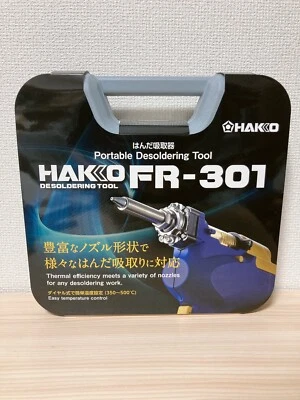 HAKKO
はんだ吸取器
Portable Desoldering Tool
HAKKO FR-301
DESOLDERING TOOL
豊富なノズル形状で
様々なはんだ吸取りに対応
Thermal efficiency meets a variety of nozzles
for any desoldering work.
ダイヤル式で簡単温度設定 (350~500℃)
Easy temperature control